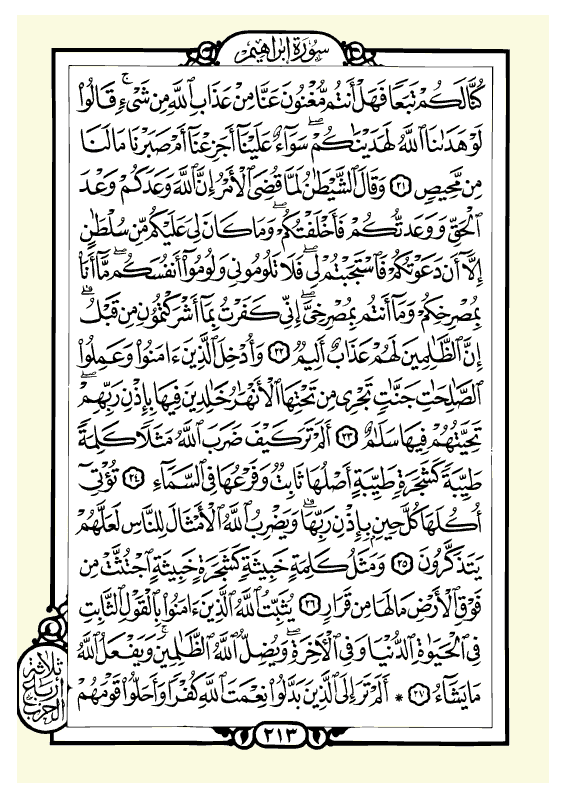 سورة إبراهيم
كُنَّا لَكُمْ تَبَعًا فَهَلْ أَنتُم مُّغْنُونَ عَنَّا مِنْ عَذَابِ ٱللَّهِ مِن شَىْءٍۚ قَالُوا۟
لَوْ هَدَىٰنَا ٱللَّهُ لَهَدَيْنَٰكُمْۖ سَوَآءٌ عَلَيْنَآ أَجَزِعْنَآ أَمْ صَبَرْنَا مَا لَنَا
مِن مَّحِيصٍ ٢١ وَقَالَ ٱلشَّيْطَٰنُ لَمَّا قُضِىَ ٱلْأَمْرُ إِنَّ ٱللَّهَ وَعَدَكُمْ وَعْدَ
ٱلْحَقِّ وَوَعَدتُّكُمْ فَأَخْلَفْتُكُمْۖ وَمَا كَانَ لِىَ عَلَيْكُم مِّن سُلْطَٰنٍ
إِلَّآ أَن دَعَوْتُكُمْ فَٱسْتَجَبْتُمْ لِىۖ فَلَا تَلُومُونِى وَلُومُوٓا۟ أَنفُسَكُمۖ مَّآ أَنَا۠
بِمُصْرِخِكُمْ وَمَآ أَنتُم بِمُصْرِخِىَّۖ إِنِّى كَفَرْتُ بِمَآ أَشْرَكْتُمُونِ مِن قَبْلُۗ
إِنَّ ٱلظَّٰلِمِينَ لَهُمْ عَذَابٌ أَلِيمٌ ٢٢ وَأُدْخِلَ ٱلَّذِينَ ءَامَنُوا۟ وَعَمِلُوا۟
ٱلصَّٰلِحَٰتِ جَنَّٰتٍ تَجْرِى مِن تَحْتِهَا ٱلْأَنْهَٰرُ خَٰلِدِينَ فِيهَا بِإِذْنِ رَبِّهِمْۖ
تَحِيَّتُهُمْ فِيهَا سَلَٰمٌ ٢٣ أَلَمْ تَرَ كَيْفَ ضَرَبَ ٱللَّهُ مَثَلًا كَلِمَةً
طَيِّبَةً كَشَجَرَةٍ طَيِّبَةٍ أَصْلُهَا ثَابِتٌ وَفَرْعُهَا فِى ٱلسَّمَآءِ ٢٤ تُؤْتِىٓ
أُكُلَهَا كُلَّ حِينٍۭ بِإِذْنِ رَبِّهَاۗ وَيَضْرِبُ ٱللَّهُ ٱلْأَمْثَالَ لِلنَّاسِ لَعَلَّهُمْ
يَتَذَكَّرُونَ ٢٥ وَمَثَلُ كَلِمَةٍ خَبِيثَةٍ كَشَجَرَةٍ خَبِيثَةٍ ٱجْتُثَّتْ مِن
فَوْقِ ٱلْأَرْضِ مَا لَهَا مِن قَرَارٍ ٢٦ يُثَبِّتُ ٱللَّهُ ٱلَّذِينَ ءَامَنُوا۟ بِٱلْقَوْلِ ٱلثَّابِتِ
فِى ٱلْحَيَوٰةِ ٱلدُّنْيَا وَفِى ٱلْءَاخِرَةِۖ وَيُضِلُّ ٱللَّهُ ٱلظَّٰلِمِينَۚ وَيَفْعَلُ ٱللَّهُ
مَا يَشَآءُ ٢٧ * أَلَمْ تَرَ إِلَى ٱلَّذِينَ بَدَّلُوا۟ نِعْمَتَ ٱللَّهِ كُفْرًا وَأَحَلُّوا۟ قَوْمَهُمْ
ثلاثة
أرباع
الحزب
٢١٣